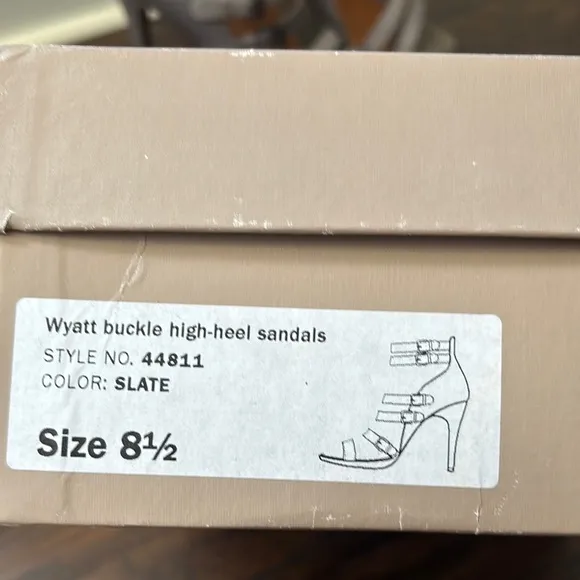 Wyatt buckle high-heel sandals
STYLE NO. 44811
COLOR: SLATE
Size 8½